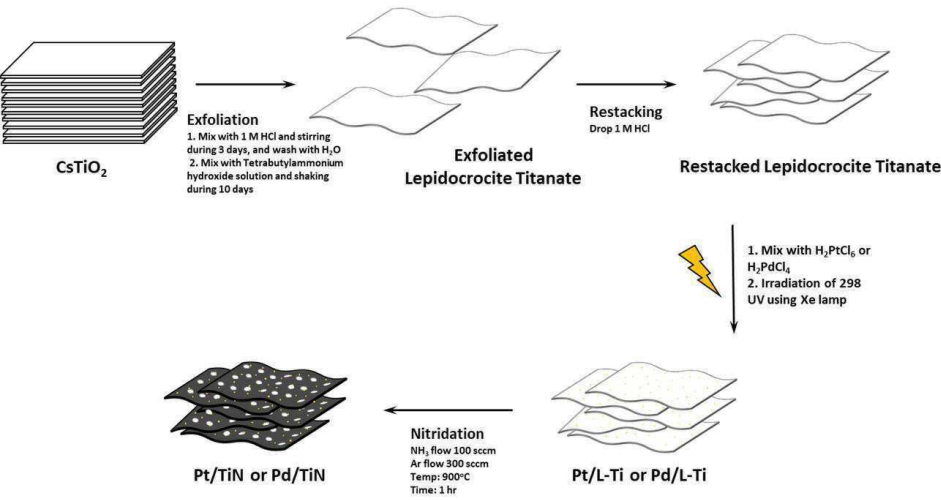 CsTiO₂
Exfoliation
1. Mix with 1 M HCl and stirring
during 3 days, and wash with H₂O
2. Mix with Tetrabutylammonium
hydroxide solution and shaking
during 10 days
Exfoliated
Lepidocrocite Titanate
Restacking
Drop 1 M HCl
Restacked Lepidocrocite Titanate
1. Mix with H₂PtCl₆ or
H₂PdCl₄
2. Irradiation of 298
UV using Xe lamp
Pt/L-Ti or Pd/L-Ti
Nitridation
NH₃ flow 100 sccm
Ar flow 300 sccm
Temp: 900°C
Time: 1 hr
Pt/TiN or Pd/TiN